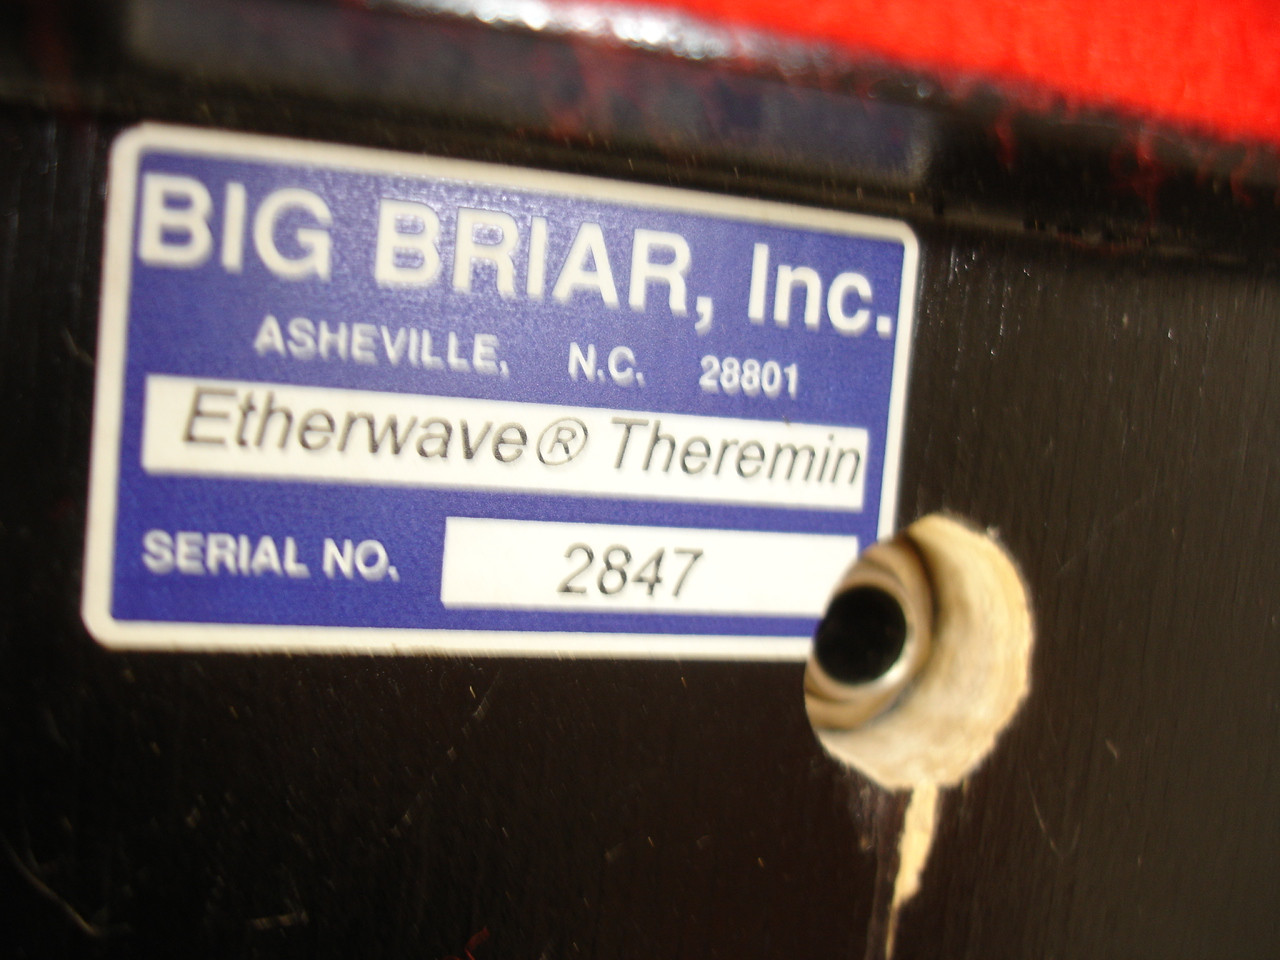 BIG BRIAR, Inc.
ASHEVILLE, N.C. 28801
Etherwave® Theremin
SERIAL NO. 2847